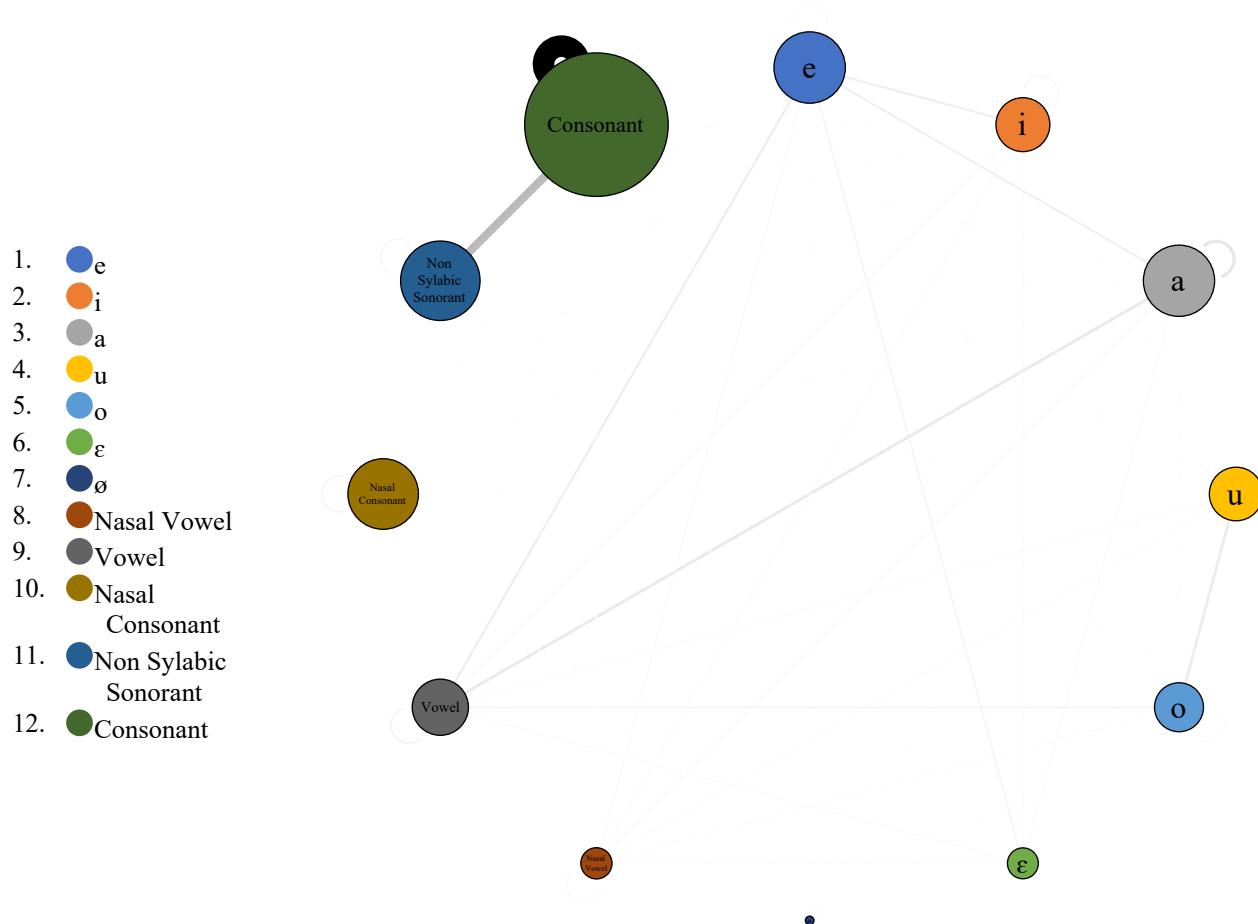 1. e
2. i
3. a
4. u
5. o
6. ε
7. ø
8. Nasal Vowel
9. Vowel
10. Nasal
Consonant
11. Non Sylabic
Sonorant
12. Consonant
Consonant
e
i
Non
Sylabic
Sonorant
a
Nasal
Consonant
u
Vowel
o
Nasal
Vowel
ε